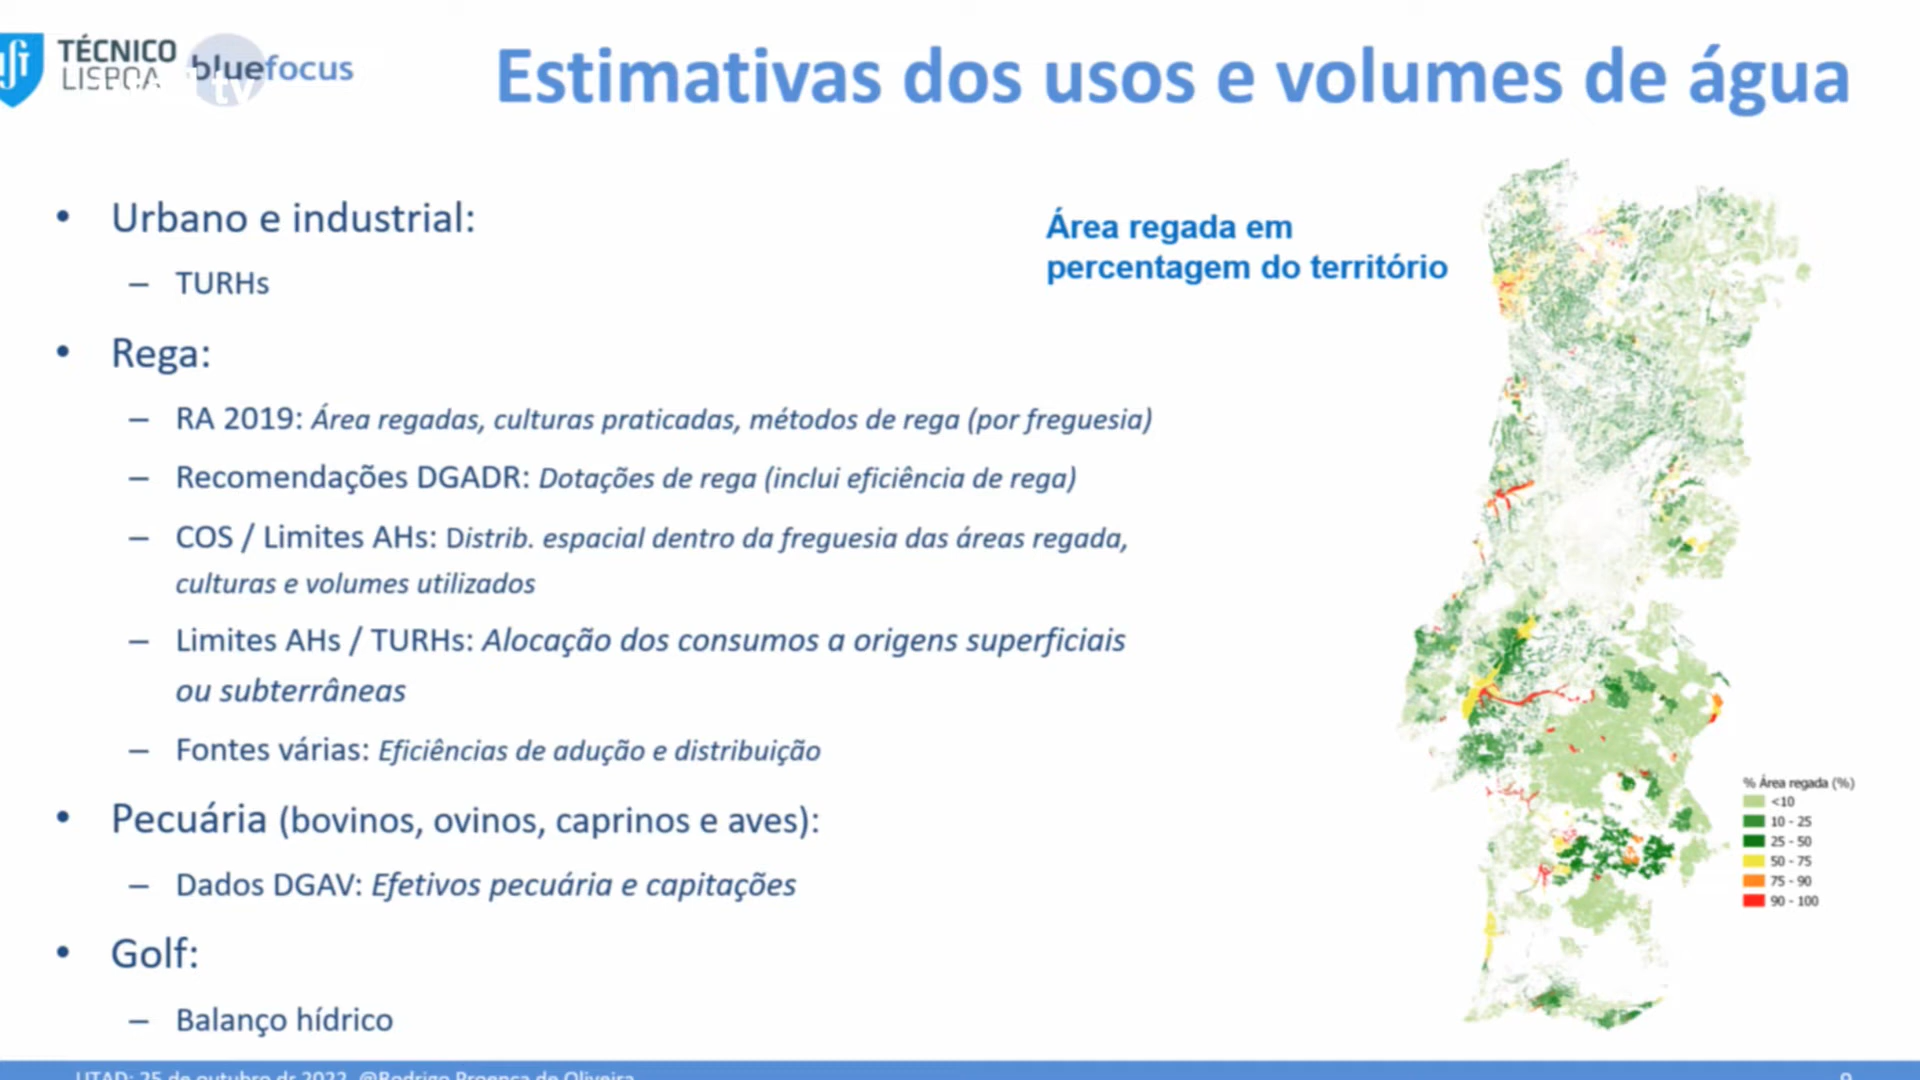 TÉCNICO
LISBOA
bluefocus
tv
Estimativas dos usos e volumes de água
• Urbano e industrial:
– TURHs
• Rega:
– RA 2019: Área regadas, culturas praticadas, métodos de rega (por freguesia)
– Recomendações DGADR: Dotações de rega (inclui eficiência de rega)
– COS / Limites AHs: Distrib. espacial dentro da freguesia das áreas regada,
culturas e volumes utilizados
– Limites AHs / TURHs: Alocação dos consumos a origens superficiais
ou subterrâneas
– Fontes várias: Eficiências de adução e distribuição
• Pecuária (bovinos, ovinos, caprinos e aves):
– Dados DGAV: Efetivos pecuária e capitações
• Golf:
– Balanço hídrico
Área regada em
percentagem do território
% Área regada (%)
<10
10 - 25
25 - 50
50 - 75
75 - 90
90 - 100
UTAD: 25 de outubro dr 2022, @Rodrigo Proença de Oliveira